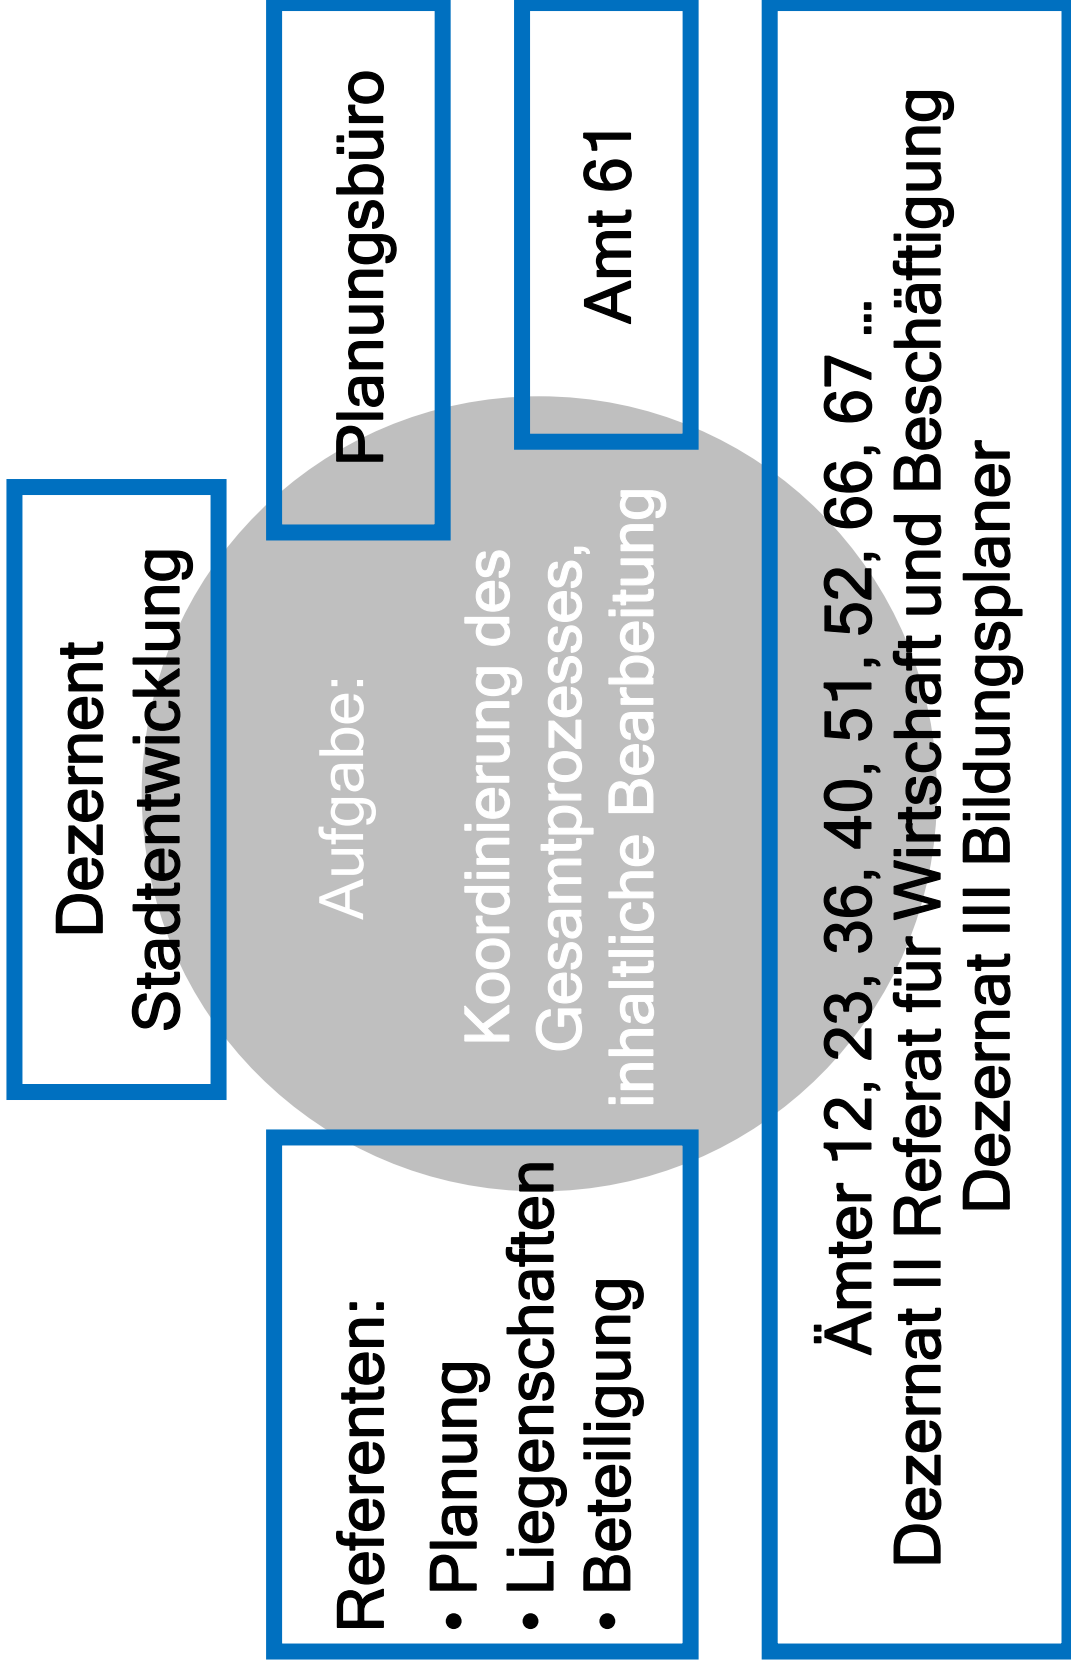 Dezernent
Stadtentwicklung
Referenten:
• Planung
• Liegenschaften
• Beteiligung
Aufgabe:
Koordinierung des
Gesamtprozesses,
inhaltliche Bearbeitung
Planungsbüro
Amt 61
Ämter 12, 23, 36, 40, 51, 52, 66, 67 ...
Dezernat II Referat für Wirtschaft und Beschäftigung
Dezernat III Bildungsplaner